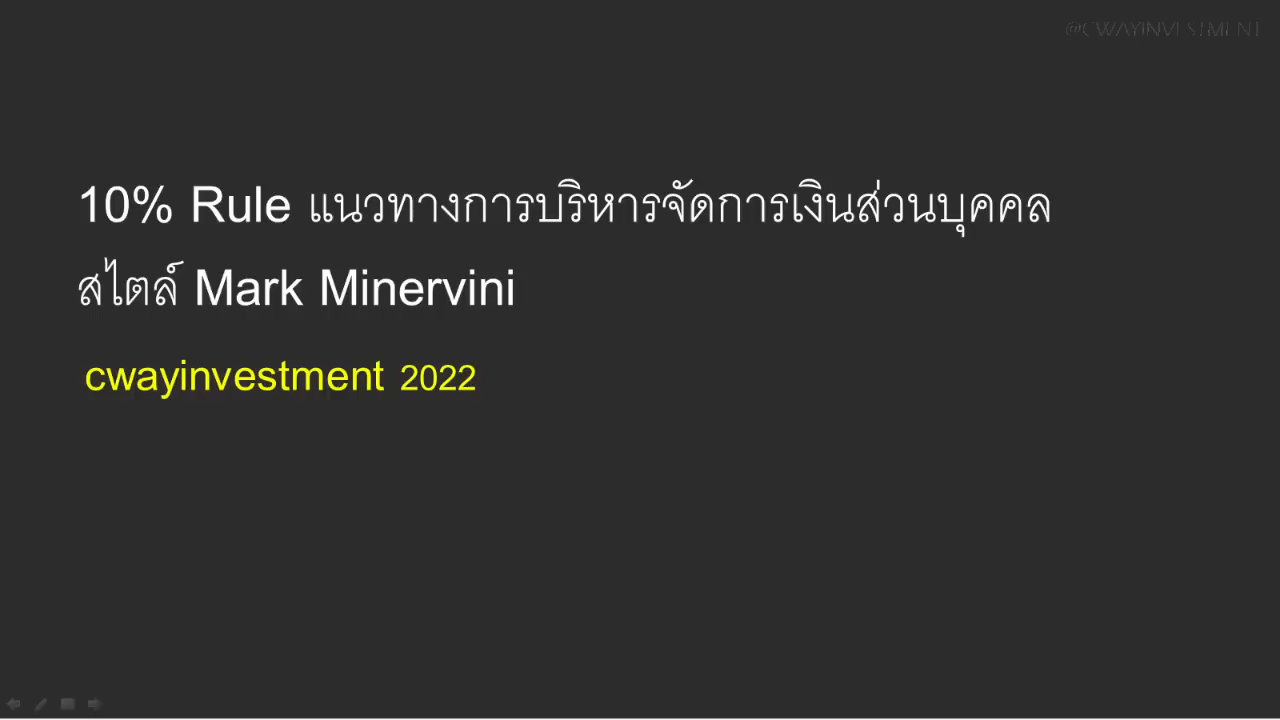 @CWAYINVESTMENT
10% Rule แนวทางการบริหารจัดการเงินส่วนบุคคล
สไตล์ Mark Minervini
cwayinvestment 2022